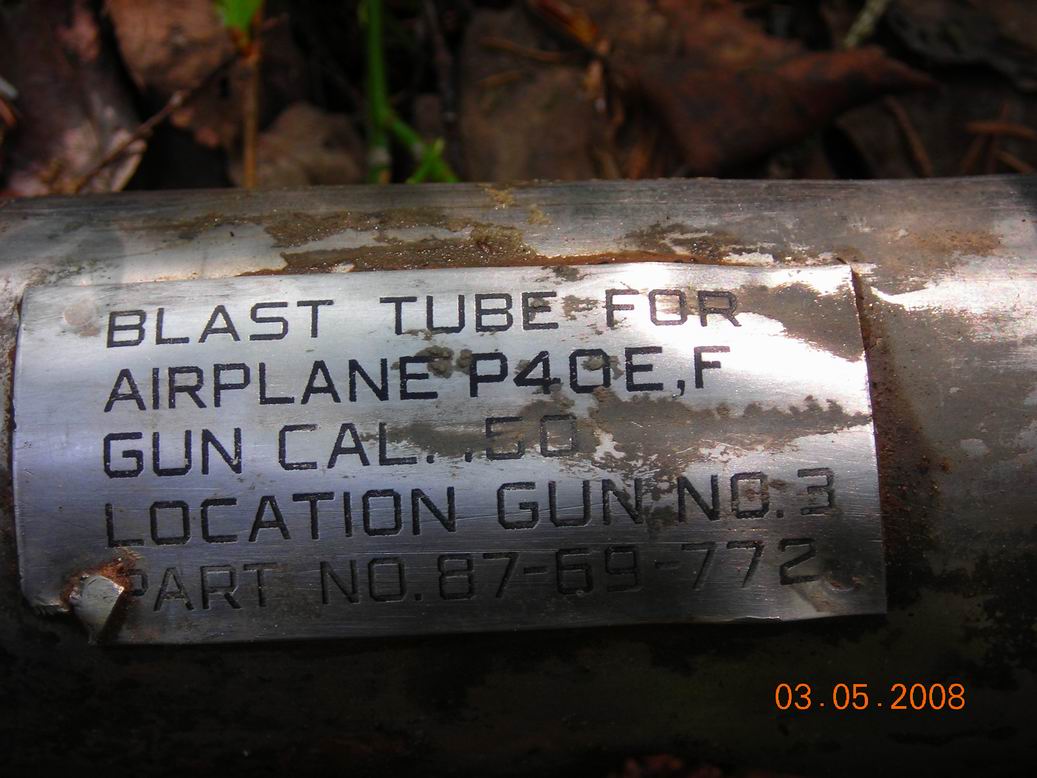 BLAST TUBE FOR
AIRPLANE P40E,F
GUN CAL. .50
LOCATION GUN NO. 3
PART NO. 87-69-772
03.05.2008